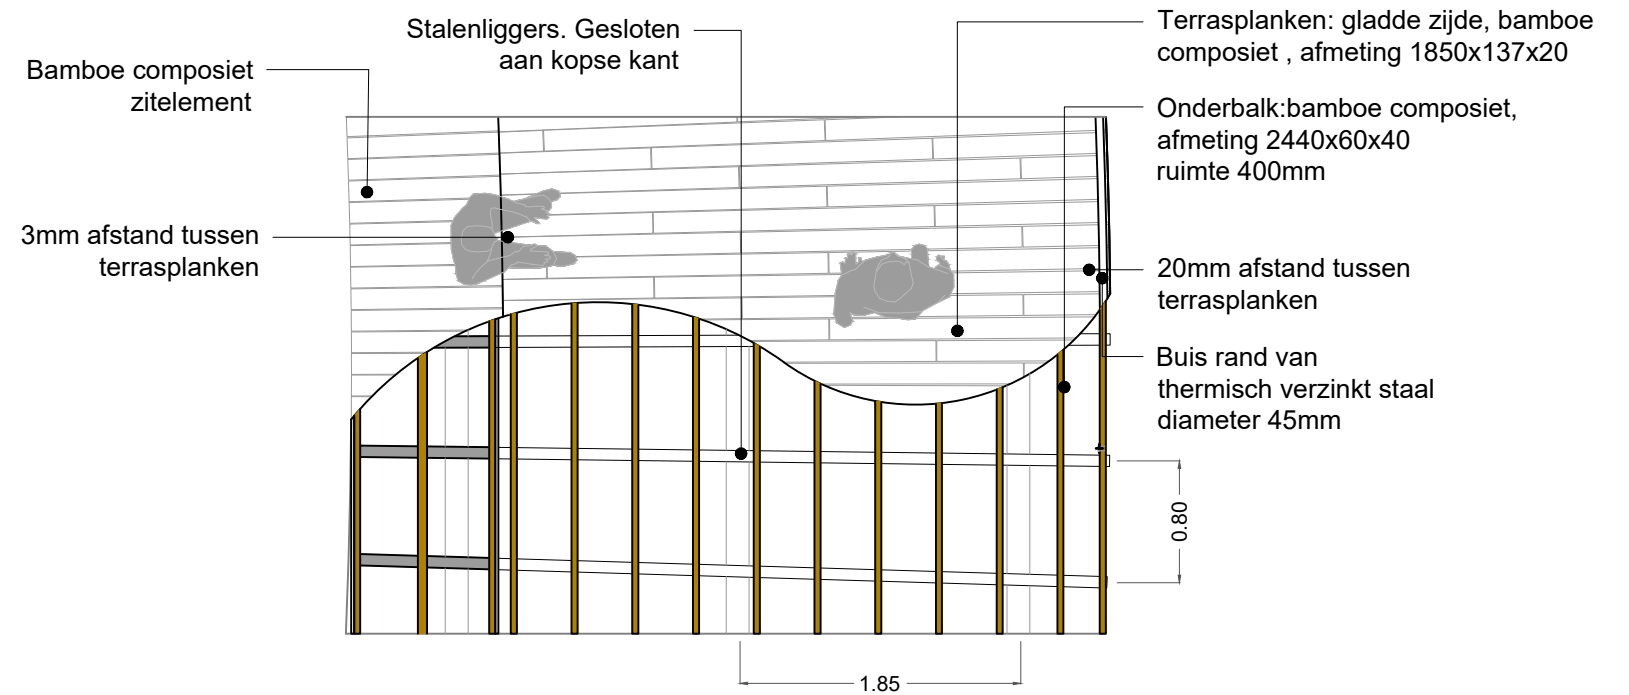 Stalenliggers. Gesloten
aan kopse kant
Bamboe composiet
zitelement
3mm afstand tussen
terrasplanken
Terrasplanken: gladde zijde, bamboe
composiet , afmeting 1850x137x20
Onderbalk:bamboe composiet,
afmeting 2440x60x40
ruimte 400mm
20mm afstand tussen
terrasplanken
Buis rand van
thermisch verzinkt staal
diameter 45mm
0.80
1.85